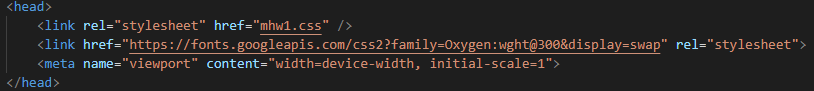 <head>
<link rel="stylesheet" href="mhw1.css" />
<link href="https://fonts.googleapis.com/css2?family=Oxygen:wght@300&display=swap" rel="stylesheet">
<meta name="viewport" content="width=device-width, initial-scale=1">
</head>